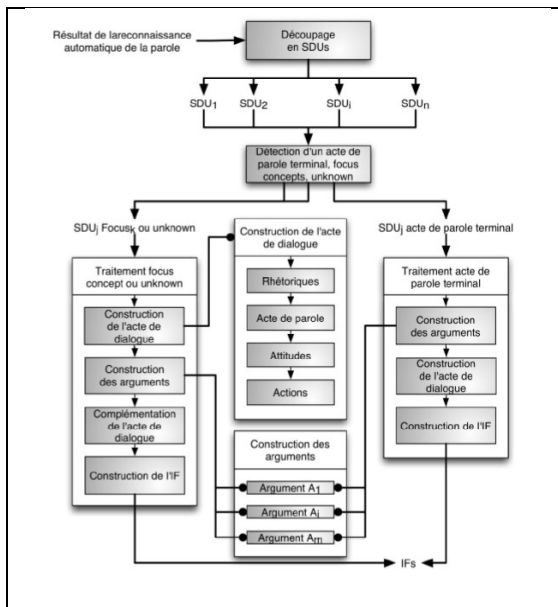 Résultat de lareconnaissance
automatique de la parole
Découpage
en SDUs
SDU1
SDU2
SDUi
SDUn
Détection d'un acte de
parole terminal, focus
concepts, unknown
SDUj Focusk ou unknown
SDUj acte de parole terminal
Traitement focus
concept ou unknown
Construction
de l'acte de
dialogue
Construction
des arguments
Complémentation
de l'acte de
dialogue
Construction de l'IF
Construction de l'acte
de dialogue
Rhétoriques
Acte de parole
Attitudes
Actions
Construction des
arguments
Argument A1
Argument Ai
Argument Am
Traitement acte de
parole terminal
Construction
des arguments
Construction
de l'acte de
dialogue
Construction de l'IF
IFs